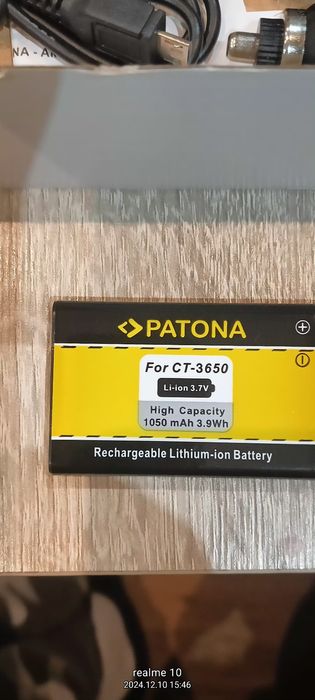 NA - A
PATONA
For CT-3650
Li-ion 3.7V
High Capacity
1050 mAh 3.9Wh
Rechargeable Lithium-ion Battery
realme 10
2024.12.10 15:46